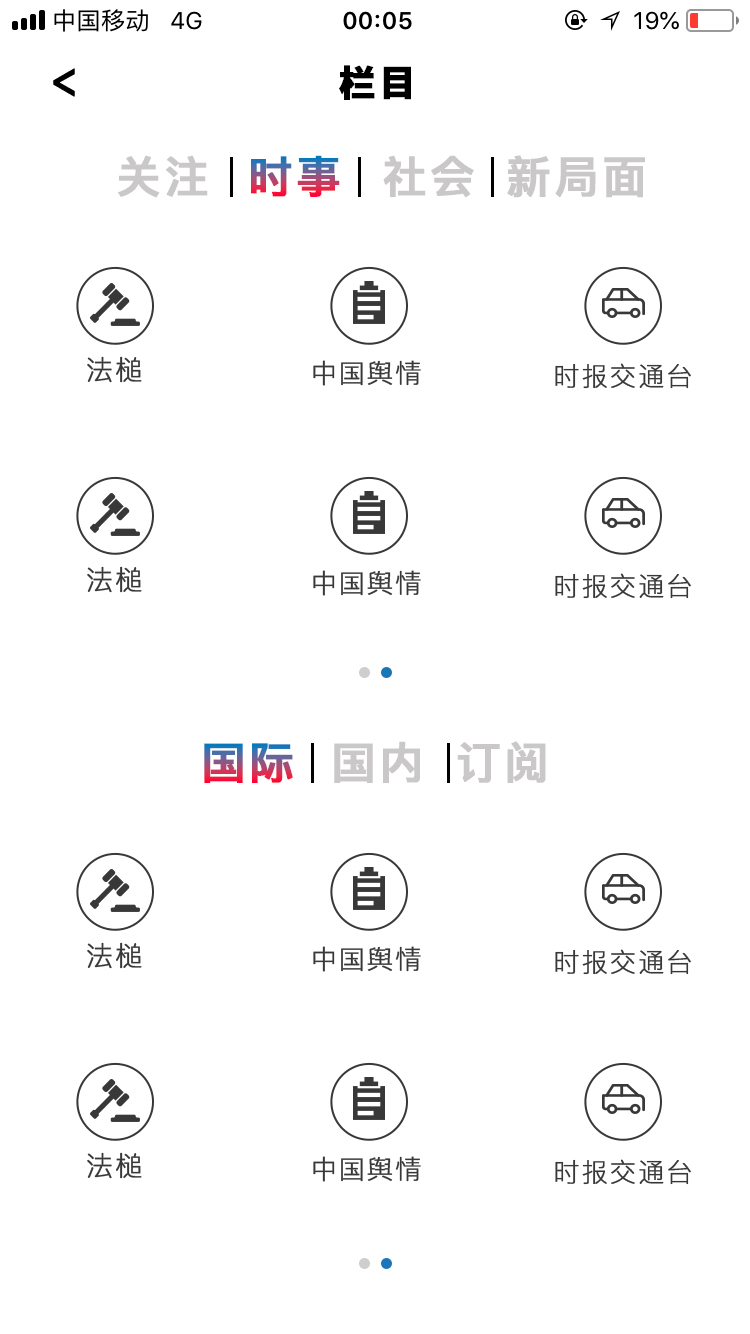 中国移动 4G 00:05 19%
< 栏目
关注 | 时事 | 社会 | 新局面
法槌 中国舆情 时报交通台
法槌 中国舆情 时报交通台
国际 | 国内 | 订阅
法槌 中国舆情 时报交通台
法槌 中国舆情 时报交通台